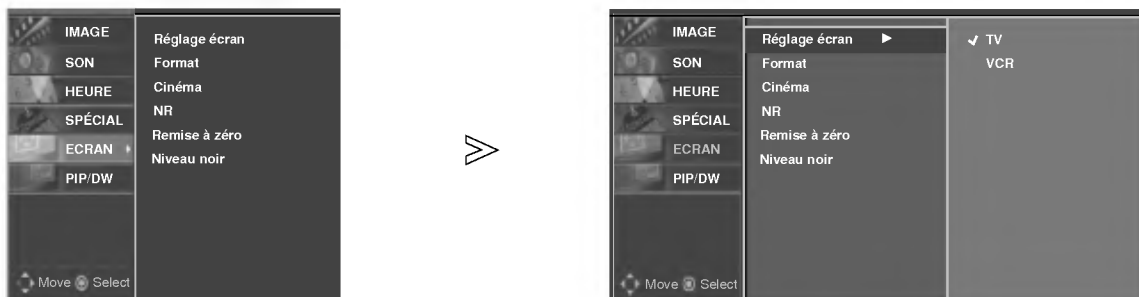 IMAGE
SON
HEURE
SPÉCIAL
ECRAN
PIP/DW
Move Select
Réglage écran
Format
Cinéma
NR
Remise à zéro
Niveau noir
IMAGE
SON
HEURE
SPÉCIAL
ECRAN
PIP/DW
Move Select
Réglage écran ►
Format
Cinéma
NR
Remise à zéro
Niveau noir
✔ TV
VCR